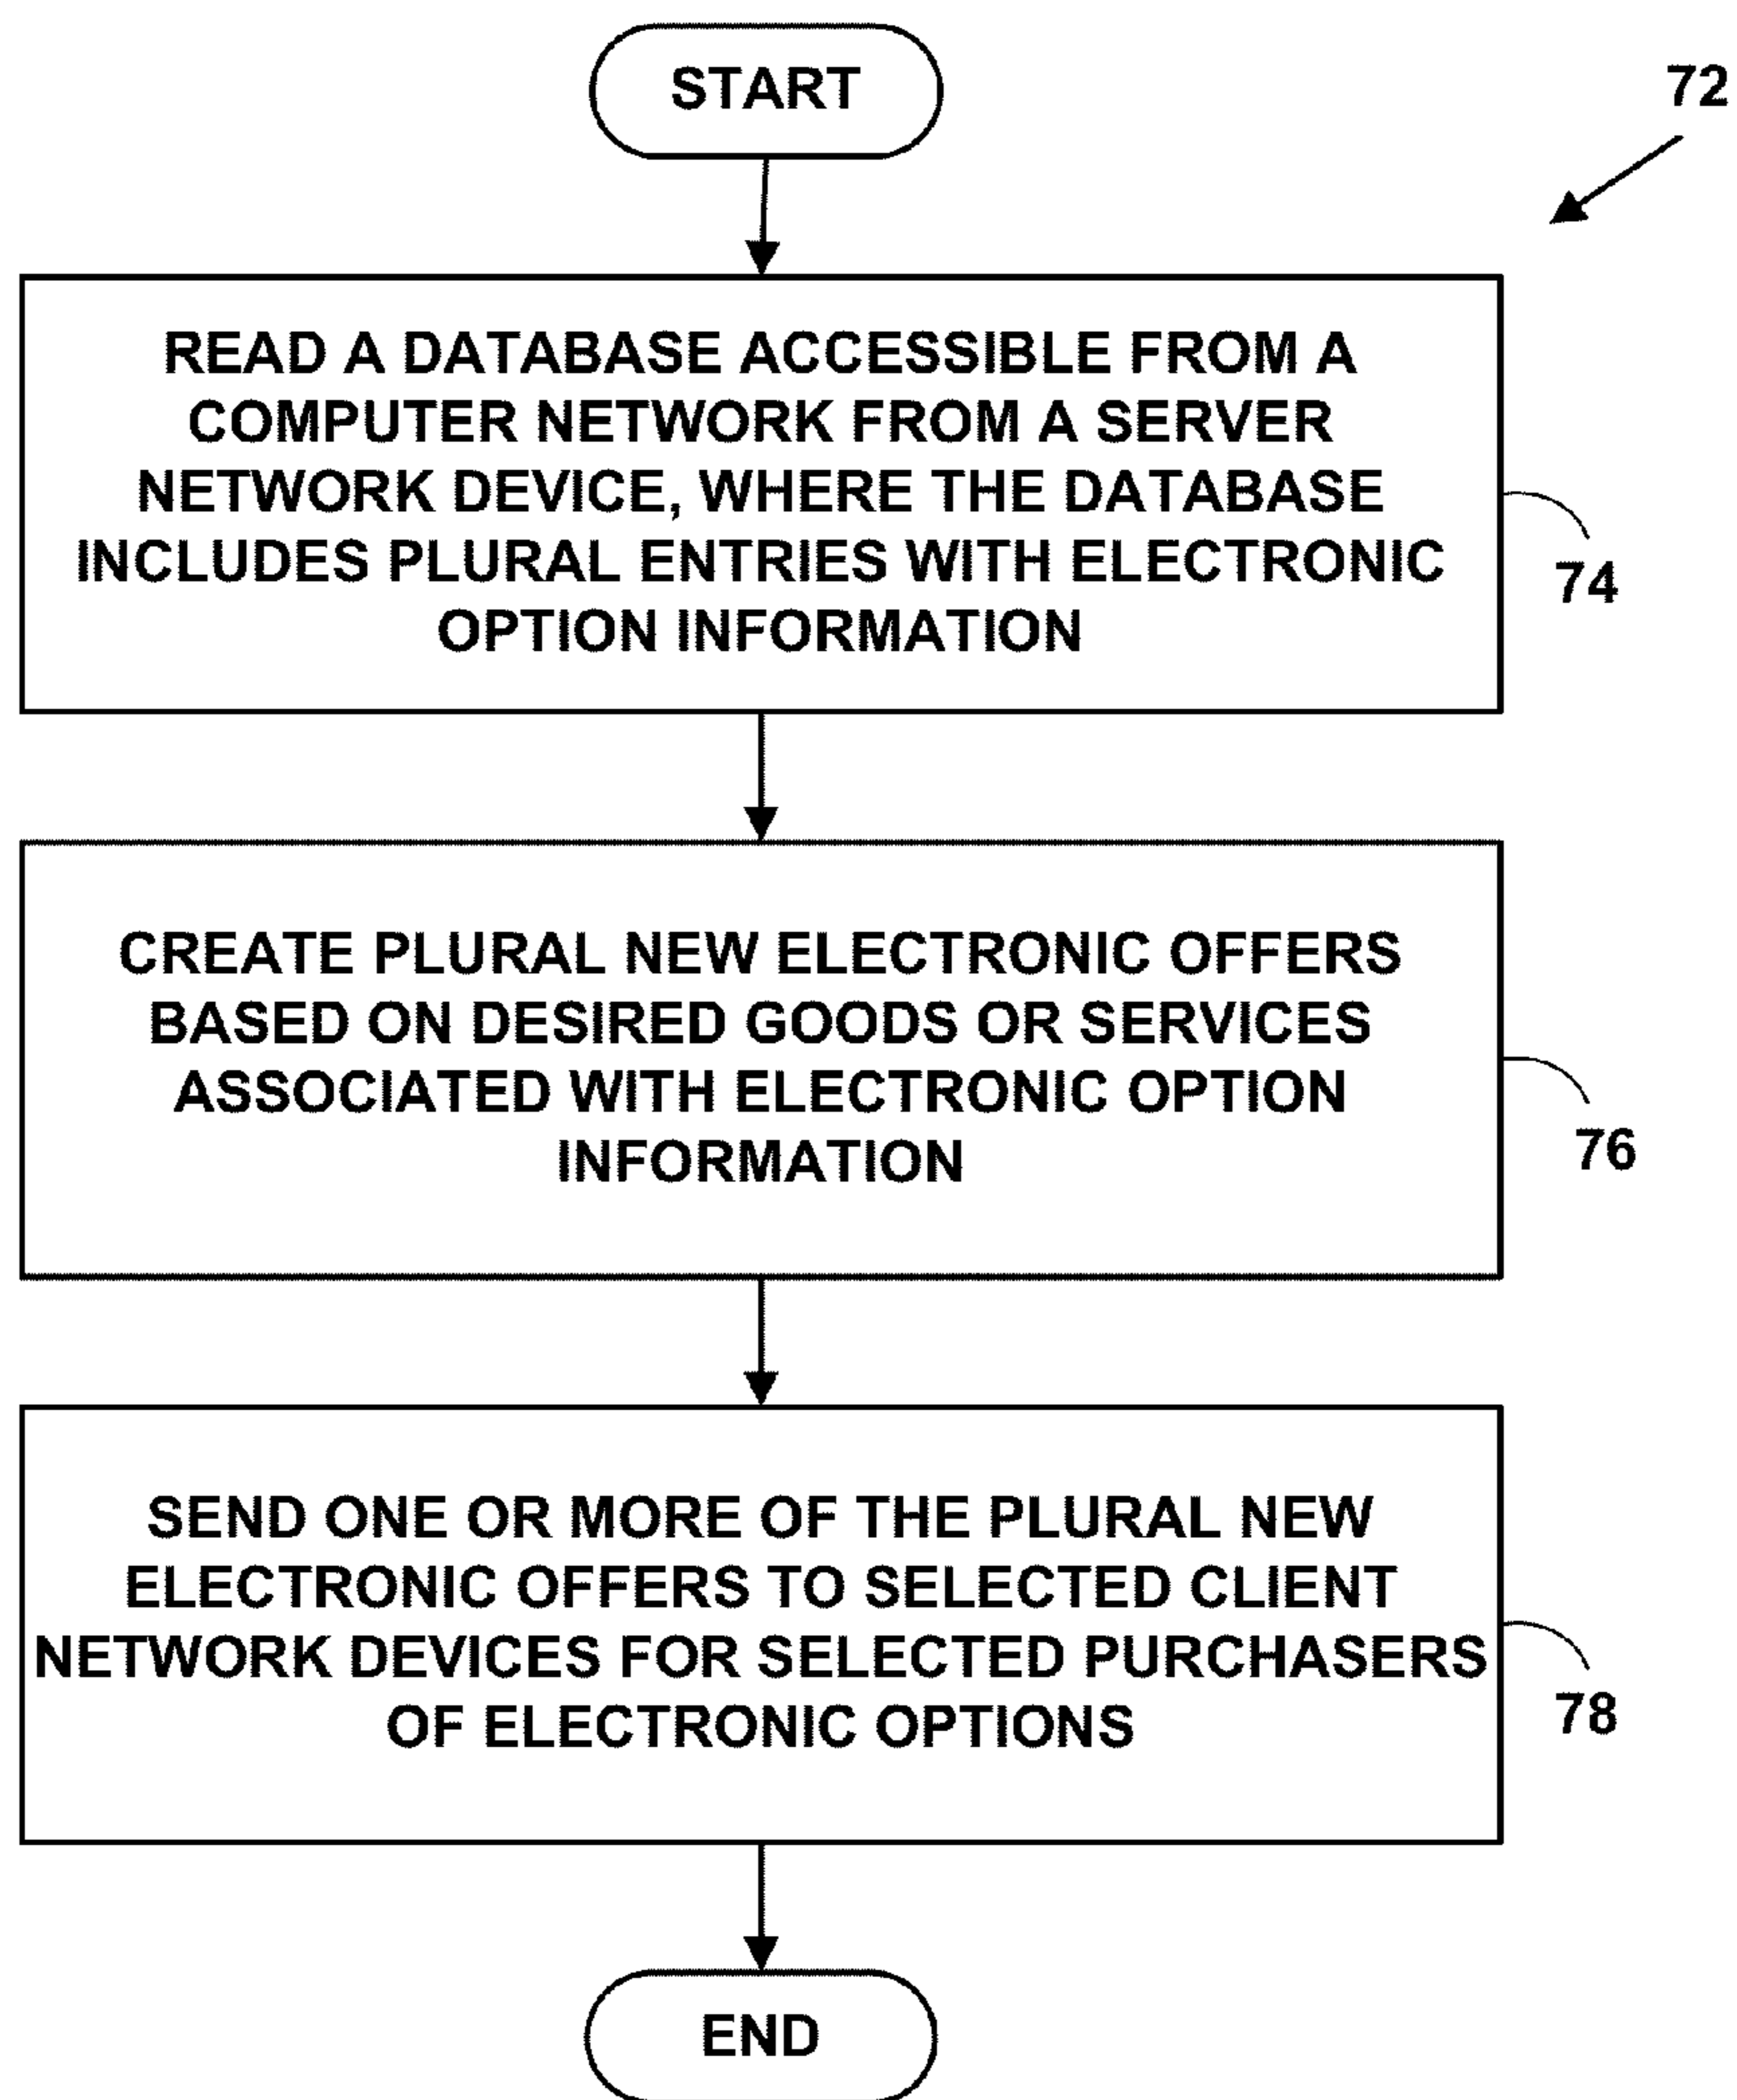 START
72
READ A DATABASE ACCESSIBLE FROM A
COMPUTER NETWORK FROM A SERVER
NETWORK DEVICE, WHERE THE DATABASE
INCLUDES PLURAL ENTRIES WITH ELECTRONIC
OPTION INFORMATION
74
CREATE PLURAL NEW ELECTRONIC OFFERS
BASED ON DESIRED GOODS OR SERVICES
ASSOCIATED WITH ELECTRONIC OPTION
INFORMATION
76
SEND ONE OR MORE OF THE PLURAL NEW
ELECTRONIC OFFERS TO SELECTED CLIENT
NETWORK DEVICES FOR SELECTED PURCHASERS
OF ELECTRONIC OPTIONS
78
END